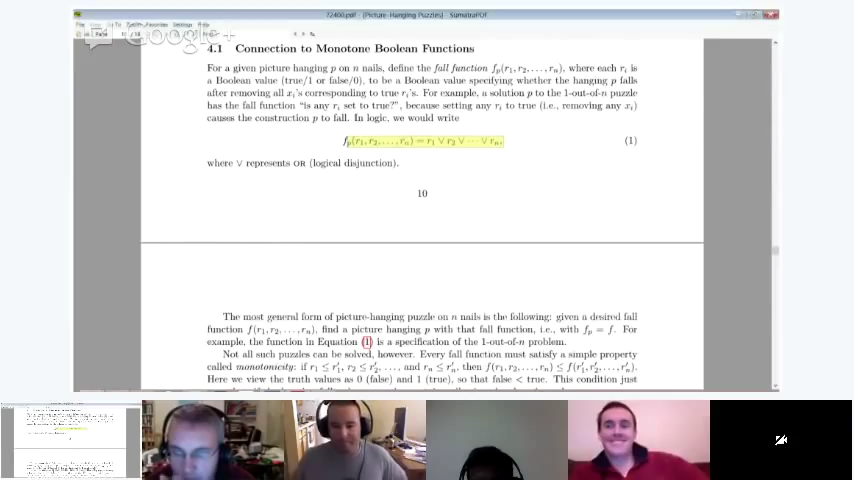 72400.pdf - [Picture-Hanging Puzzles] - SumatraPDF
File View Go To Zoom Favorites Settings Help
Page
Google+
4.1 Connection to Monotone Boolean Functions
For a given picture hanging p on n nails, define the fall function fₚ(r₁, r₂, . . . , rₙ), where each rᵢ is
a Boolean value (true/1 or false/0), to be a Boolean value specifying whether the hanging p falls
after removing all xᵢ's corresponding to true rᵢ's. For example, a solution p to the 1-out-of-n puzzle
has the fall function “is any rᵢ set to true?”, because setting any rᵢ to true (i.e., removing any xᵢ)
causes the construction p to fall. In logic, we would write
fₚ(r₁, r₂, . . . , rₙ) = r₁ ∨ r₂ ∨ · · · ∨ rₙ, (1)
where ∨ represents OR (logical disjunction).
10
The most general form of picture-hanging puzzle on n nails is the following: given a desired fall
function f(r₁, r₂, . . . , rₙ), find a picture hanging p with that fall function, i.e., with fₚ = f. For
example, the function in Equation (1) is a specification of the 1-out-of-n problem.
Not all such puzzles can be solved, however. Every fall function must satisfy a simple property
called monotonicity: if r₁ ≤ r′₁, r₂ ≤ r′₂, . . . , and rₙ ≤ r′ₙ, then f(r₁, r₂, . . . , rₙ) ≤ f(r′₁, r′₂, . . . , r′ₙ).
Here we view the truth values as 0 (false) and 1 (true), so that false < true. This condition just